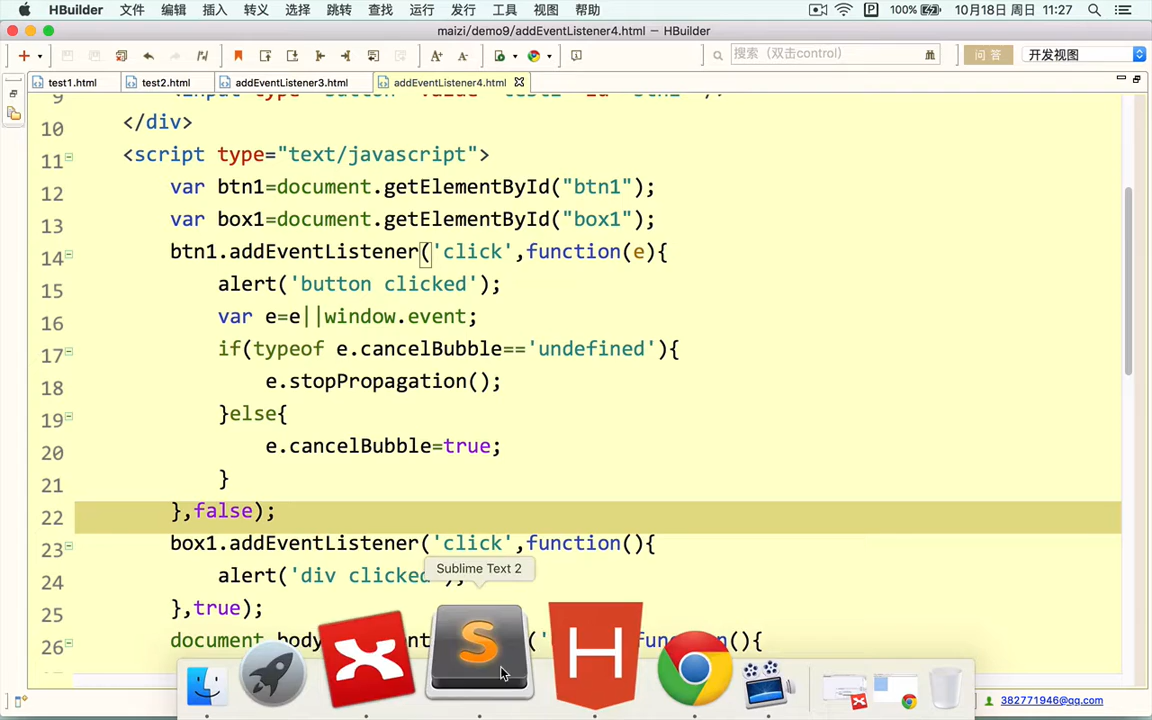 HBuilder 文件 编辑 插入 转义 选择 跳转 查找 运行 发行 工具 视图 帮助 P 100% 10月18日 周日 11:27
maizi/demo9/addEventListener4.html — HBuilder
搜索（双击control） 问 答 开发视图
test1.html test2.html addEventListener3.html addEventListener4.html
9
10 </div>
11 <script type="text/javascript">
12 var btn1=document.getElementById("btn1");
13 var box1=document.getElementById("box1");
14 btn1.addEventListener('click',function(e){
15 alert('button clicked');
16 var e=e||window.event;
17 if(typeof e.cancelBubble=='undefined'){
18 e.stopPropagation();
19 }else{
20 e.cancelBubble=true;
21 }
22 },false);
23 box1.addEventListener('click',function(){
Sublime Text 2
24 alert('div clicked');
25 },true);
26 document.
382771946@qq.com